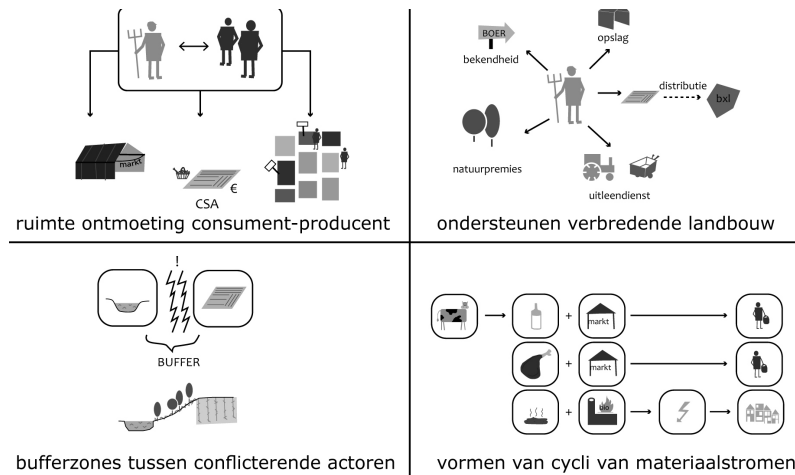 markt
CSA
€
ruimte ontmoeting consument-producent
BOER
bekendheid
opslag
distributie
bxl
natuurpremies
uitleendienst
ondersteunen verbredende landbouw
!
BUFFER
bufferzones tussen conflicterende actoren
+
markt
+
markt
+
bio
vormen van cycli van materiaalstromen